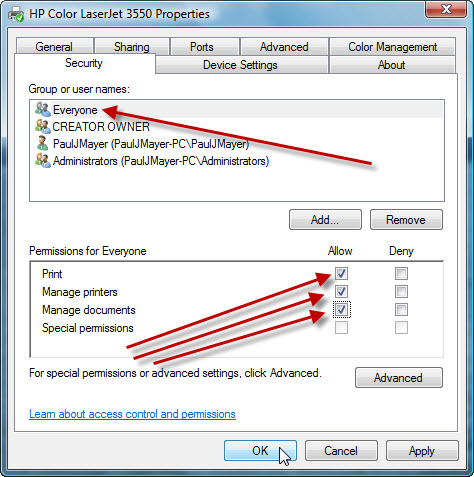 HP Color LaserJet 3550 Properties
General Sharing Ports Advanced Color Management
Security Device Settings About
Group or user names:
Everyone
CREATOR OWNER
PaulJMayer (PaulJMayer-PC\PaulJMayer)
Administrators (PaulJMayer-PC\Administrators)
Add... Remove
Permissions for Everyone Allow Deny
Print
Manage printers
Manage documents
Special permissions
For special permissions or advanced settings, click Advanced.
Advanced
Learn about access control and permissions
OK Cancel Apply